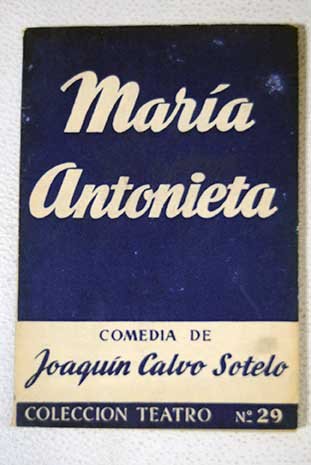 María
Antonieta
COMEDIA DE
Joaquín Calvo Sotelo
COLECCION TEATRO Nº 29